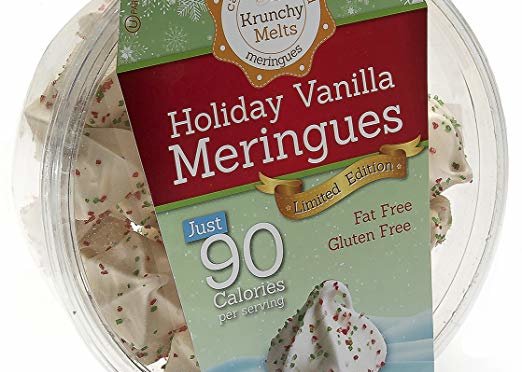 Krunchy
Melts
meringues
Holiday Vanilla
Meringues
Limited Edition
Just
90
Calories
per serving
Fat Free
Gluten Free